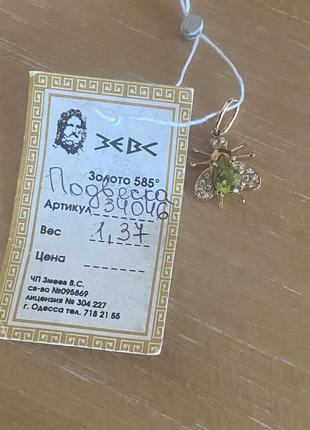 ЗЕВС
Золото 585°
Подвеска
Артикул 34046
Вес 1,37
Цена
ЧП Змеев В.С.
св-во №095869
лицензия № 304 227
г. Одесса тел. 718 21 55